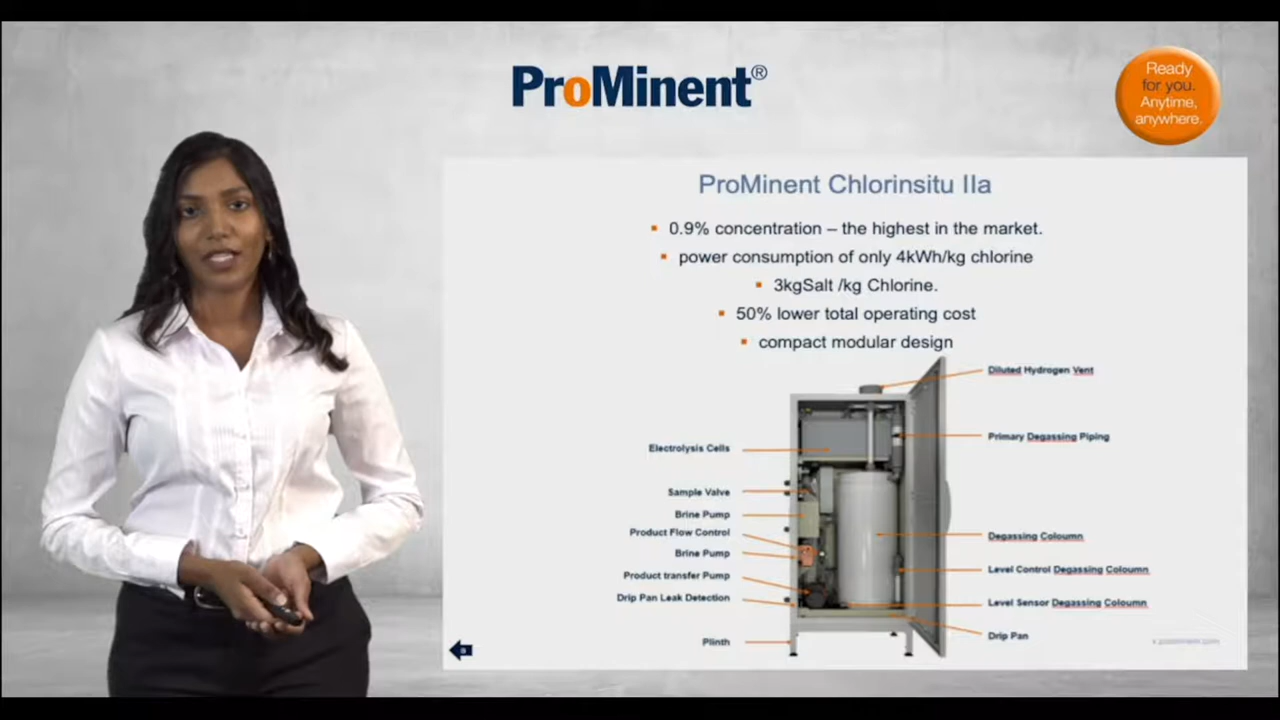 ProMinent®
Ready
for you.
Anytime,
anywhere.
ProMinent Chlorinsitu IIa
0.9% concentration – the highest in the market.
power consumption of only 4kWh/kg chlorine
3kgSalt /kg Chlorine.
50% lower total operating cost
compact modular design
Diluted Hydrogen Vent
Primary Degassing Piping
Electrolysis Cells
Sample Valve
Brine Pump
Product Flow Control
Brine Pump
Product transfer Pump
Drip Pan Leak Detection
Plinth
Degassing Coloumn
Level Control Degassing Coloumn
Level Sensor Degassing Coloumn
Drip Pan